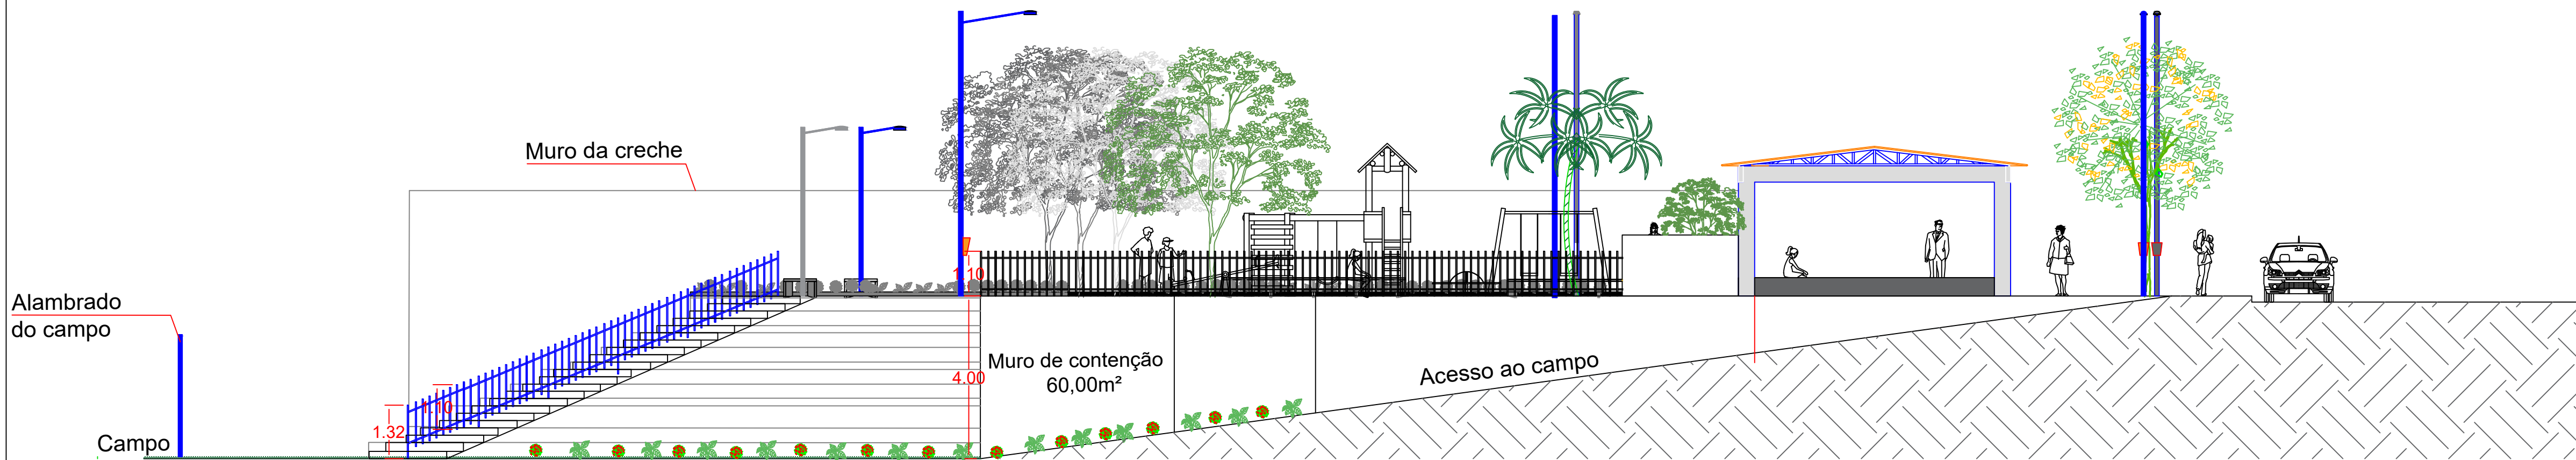 Muro da creche
Alambrado
do campo
1.10
Muro de contenção
60,00m²
4.00
Acesso ao campo
1.10
1.32
Campo